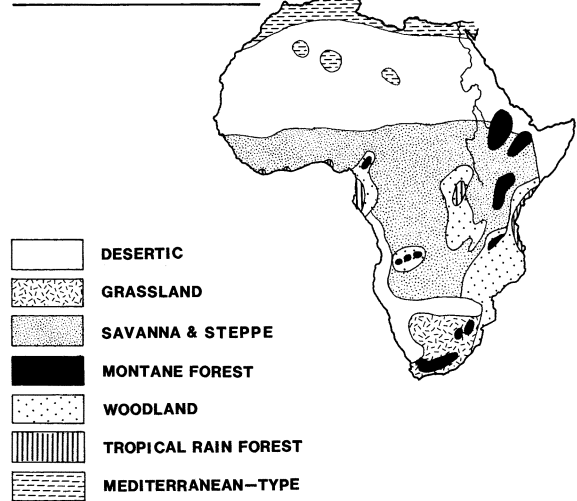 DESERTIC
GRASSLAND
SAVANNA & STEPPE
MONTANE FOREST
WOODLAND
TROPICAL RAIN FOREST
MEDITERRANEAN-TYPE